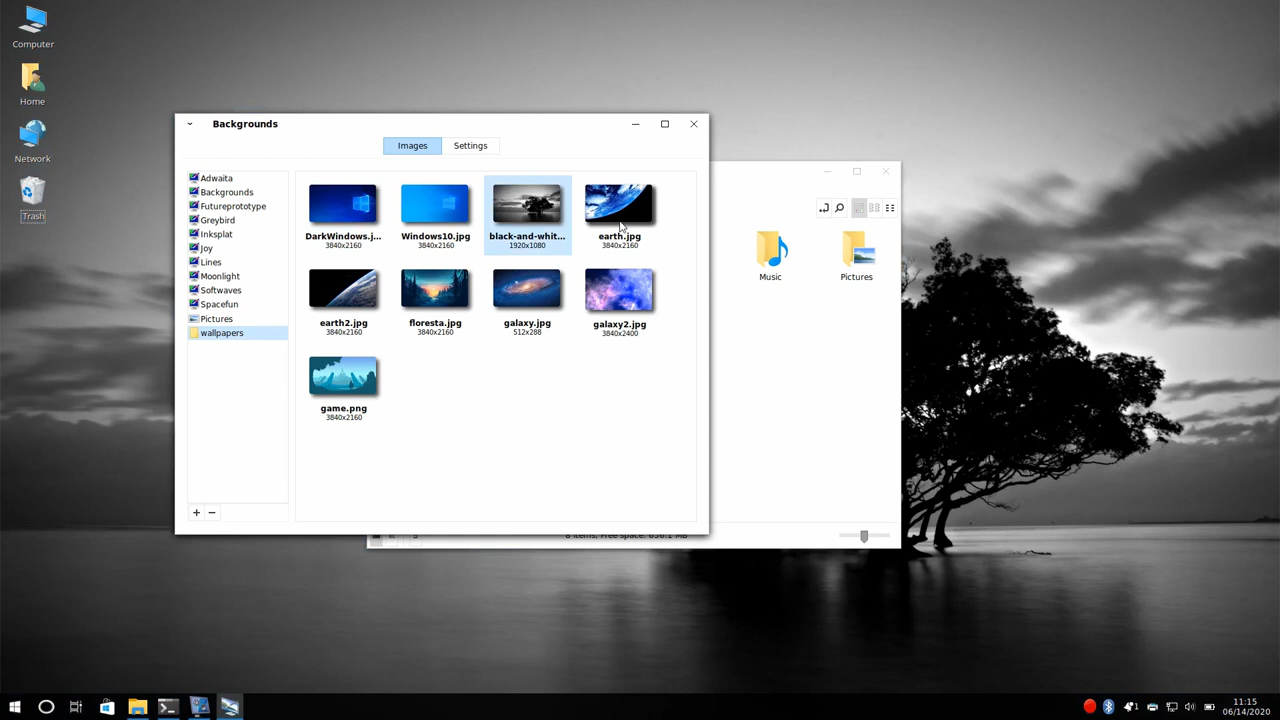 Computer
Home
Network
Trash
Backgrounds
Images
Settings
Adwaita
Backgrounds
Futureprototype
Greybird
Inksplat
Joy
Lines
Moonlight
Softwaves
Spacefun
Pictures
wallpapers
DarkWindows.j...
3840x2160
Windows10.jpg
3840x2160
black-and-whit...
1920x1080
earth.jpg
3840x2160
earth2.jpg
3840x2160
floresta.jpg
3840x2160
galaxy.jpg
512x288
galaxy2.jpg
3840x2400
game.png
3840x2160
Music
Pictures
11:15
06/14/2020